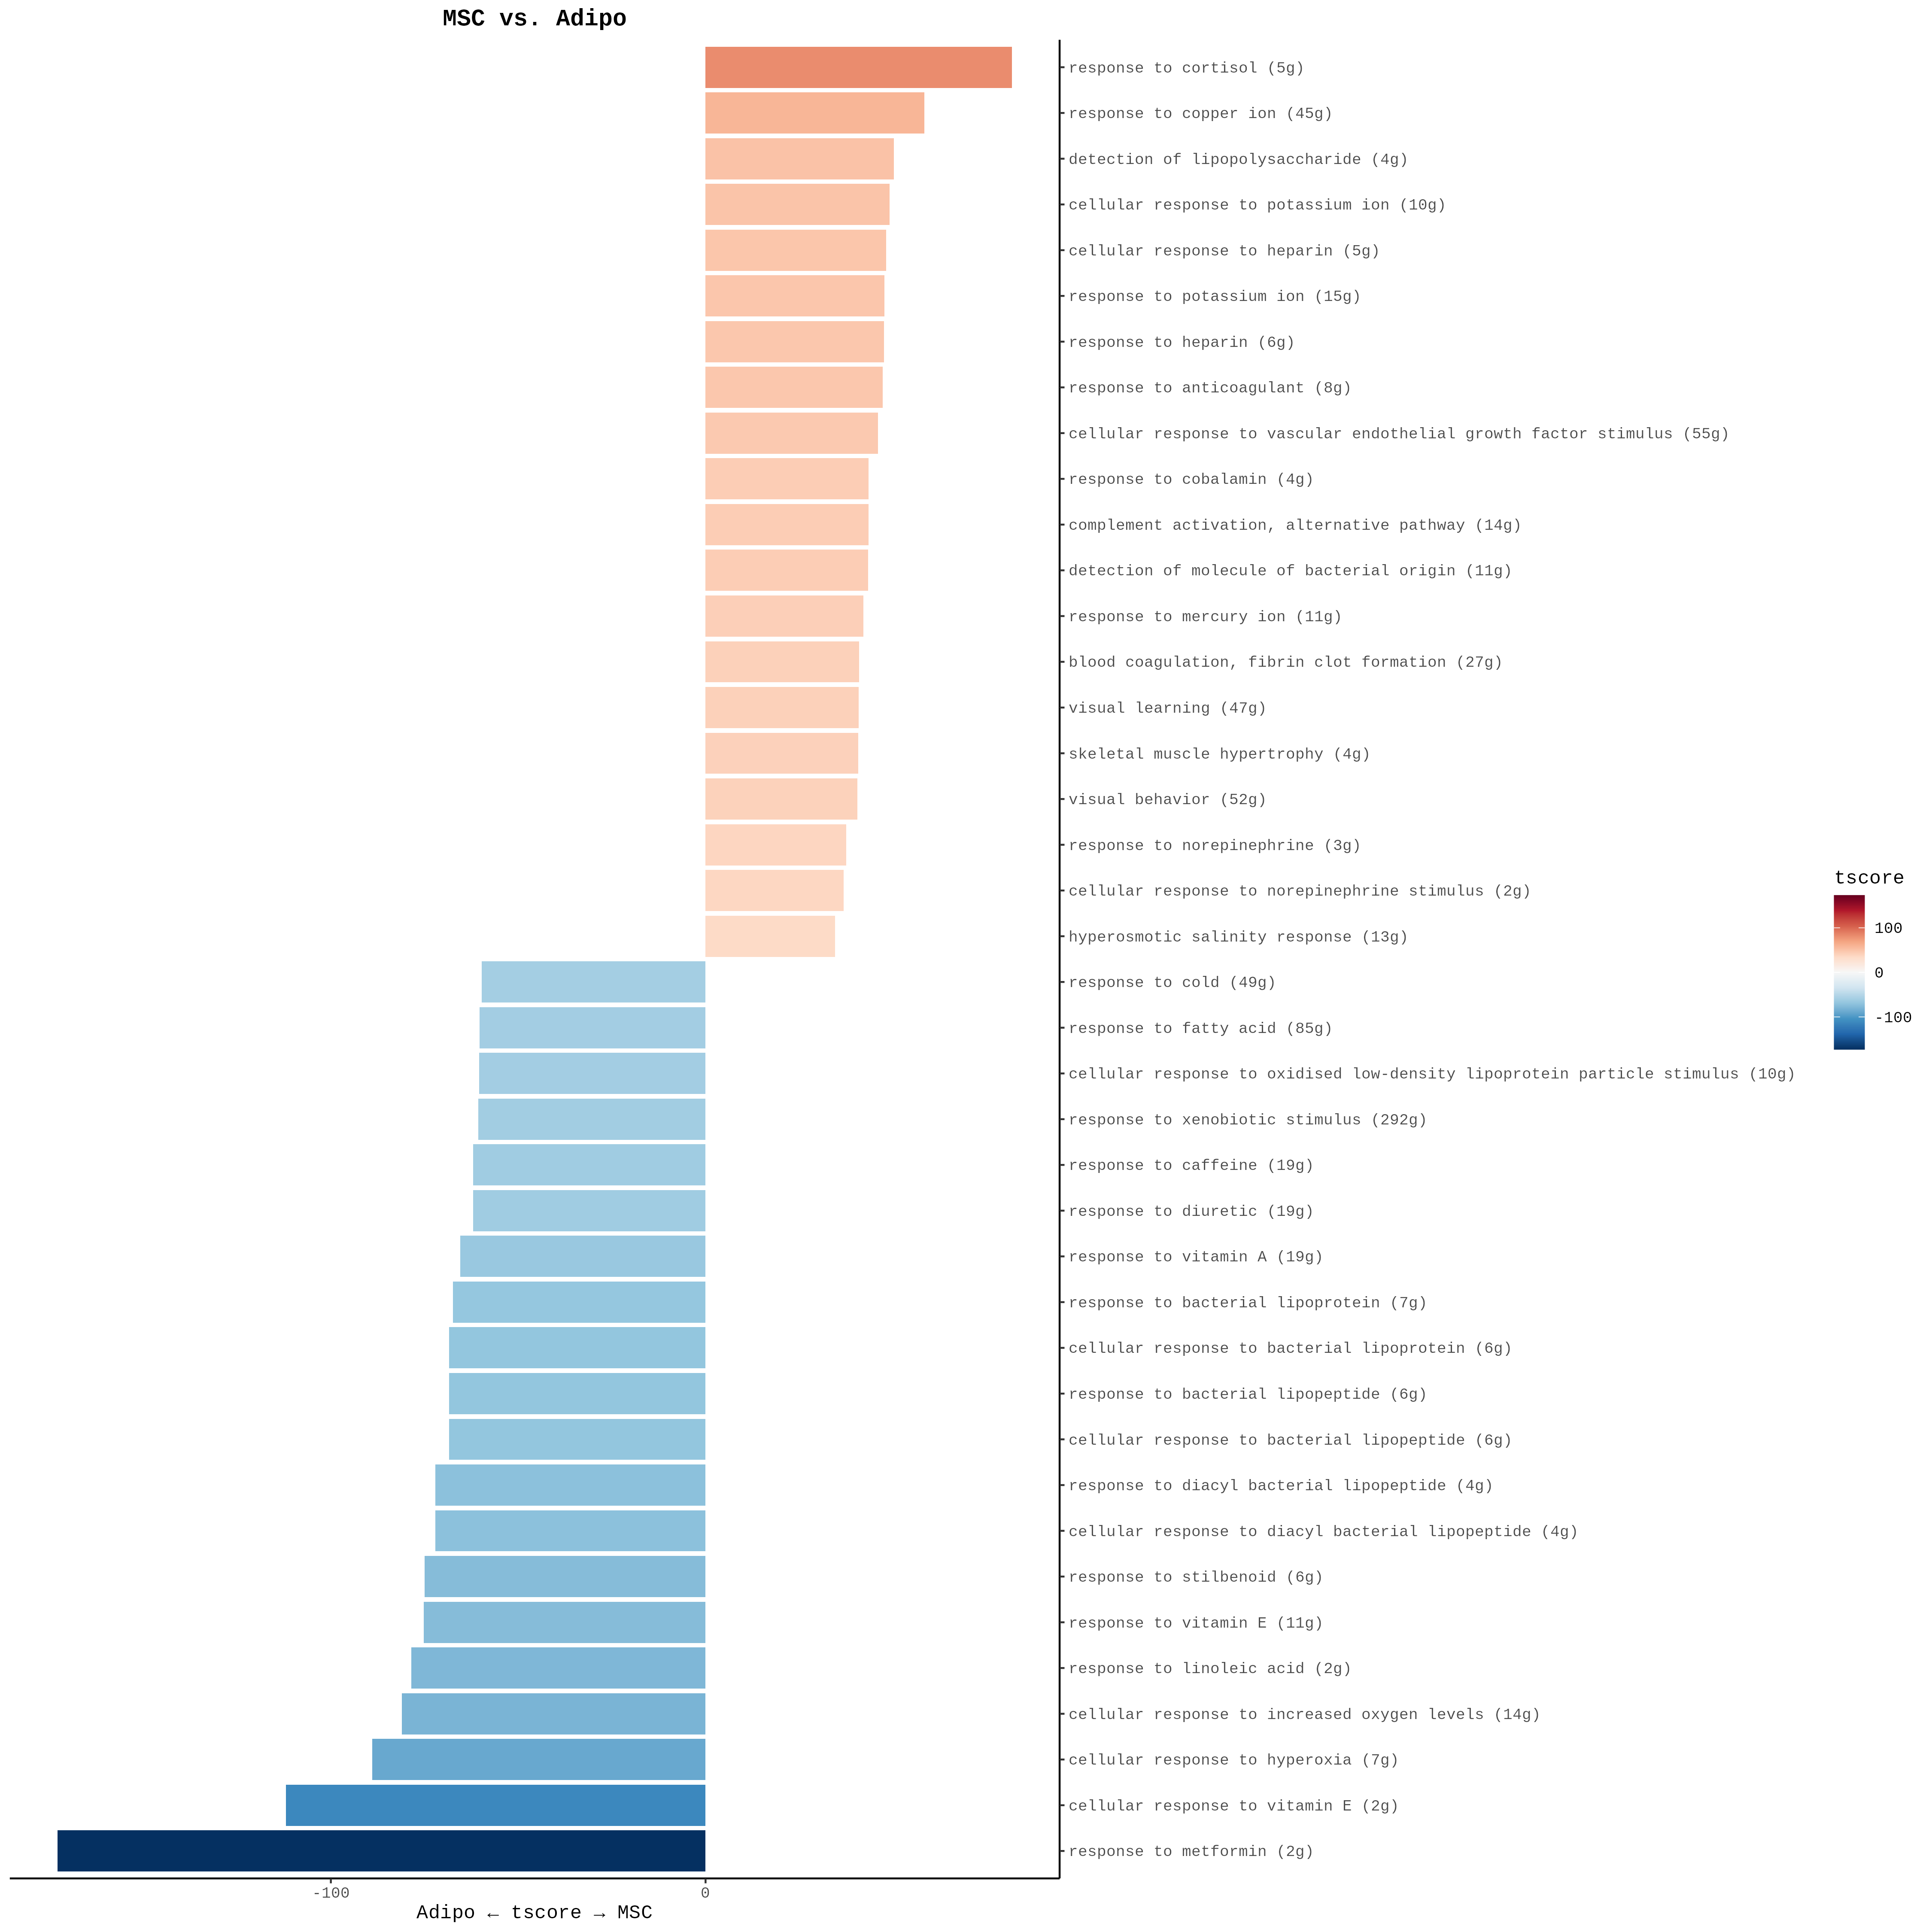 MSC vs. Adipo
response to cortisol (5g)
response to copper ion (45g)
detection of lipopolysaccharide (4g)
cellular response to potassium ion (10g)
cellular response to heparin (5g)
response to potassium ion (15g)
response to heparin (6g)
response to anticoagulant (8g)
cellular response to vascular endothelial growth factor stimulus (55g)
response to cobalamin (4g)
complement activation, alternative pathway (14g)
detection of molecule of bacterial origin (11g)
response to mercury ion (11g)
blood coagulation, fibrin clot formation (27g)
visual learning (47g)
skeletal muscle hypertrophy (4g)
visual behavior (52g)
response to norepinephrine (3g)
cellular response to norepinephrine stimulus (2g)
hyperosmotic salinity response (13g)
response to cold (49g)
response to fatty acid (85g)
cellular response to oxidised low-density lipoprotein particle stimulus (10g)
response to xenobiotic stimulus (292g)
response to caffeine (19g)
response to diuretic (19g)
response to vitamin A (19g)
response to bacterial lipoprotein (7g)
cellular response to bacterial lipoprotein (6g)
response to bacterial lipopeptide (6g)
cellular response to bacterial lipopeptide (6g)
response to diacyl bacterial lipopeptide (4g)
cellular response to diacyl bacterial lipopeptide (4g)
response to stilbenoid (6g)
response to vitamin E (11g)
response to linoleic acid (2g)
cellular response to increased oxygen levels (14g)
cellular response to hyperoxia (7g)
cellular response to vitamin E (2g)
response to metformin (2g)
-100 0
Adipo ← tscore → MSC
tscore
100
0
-100